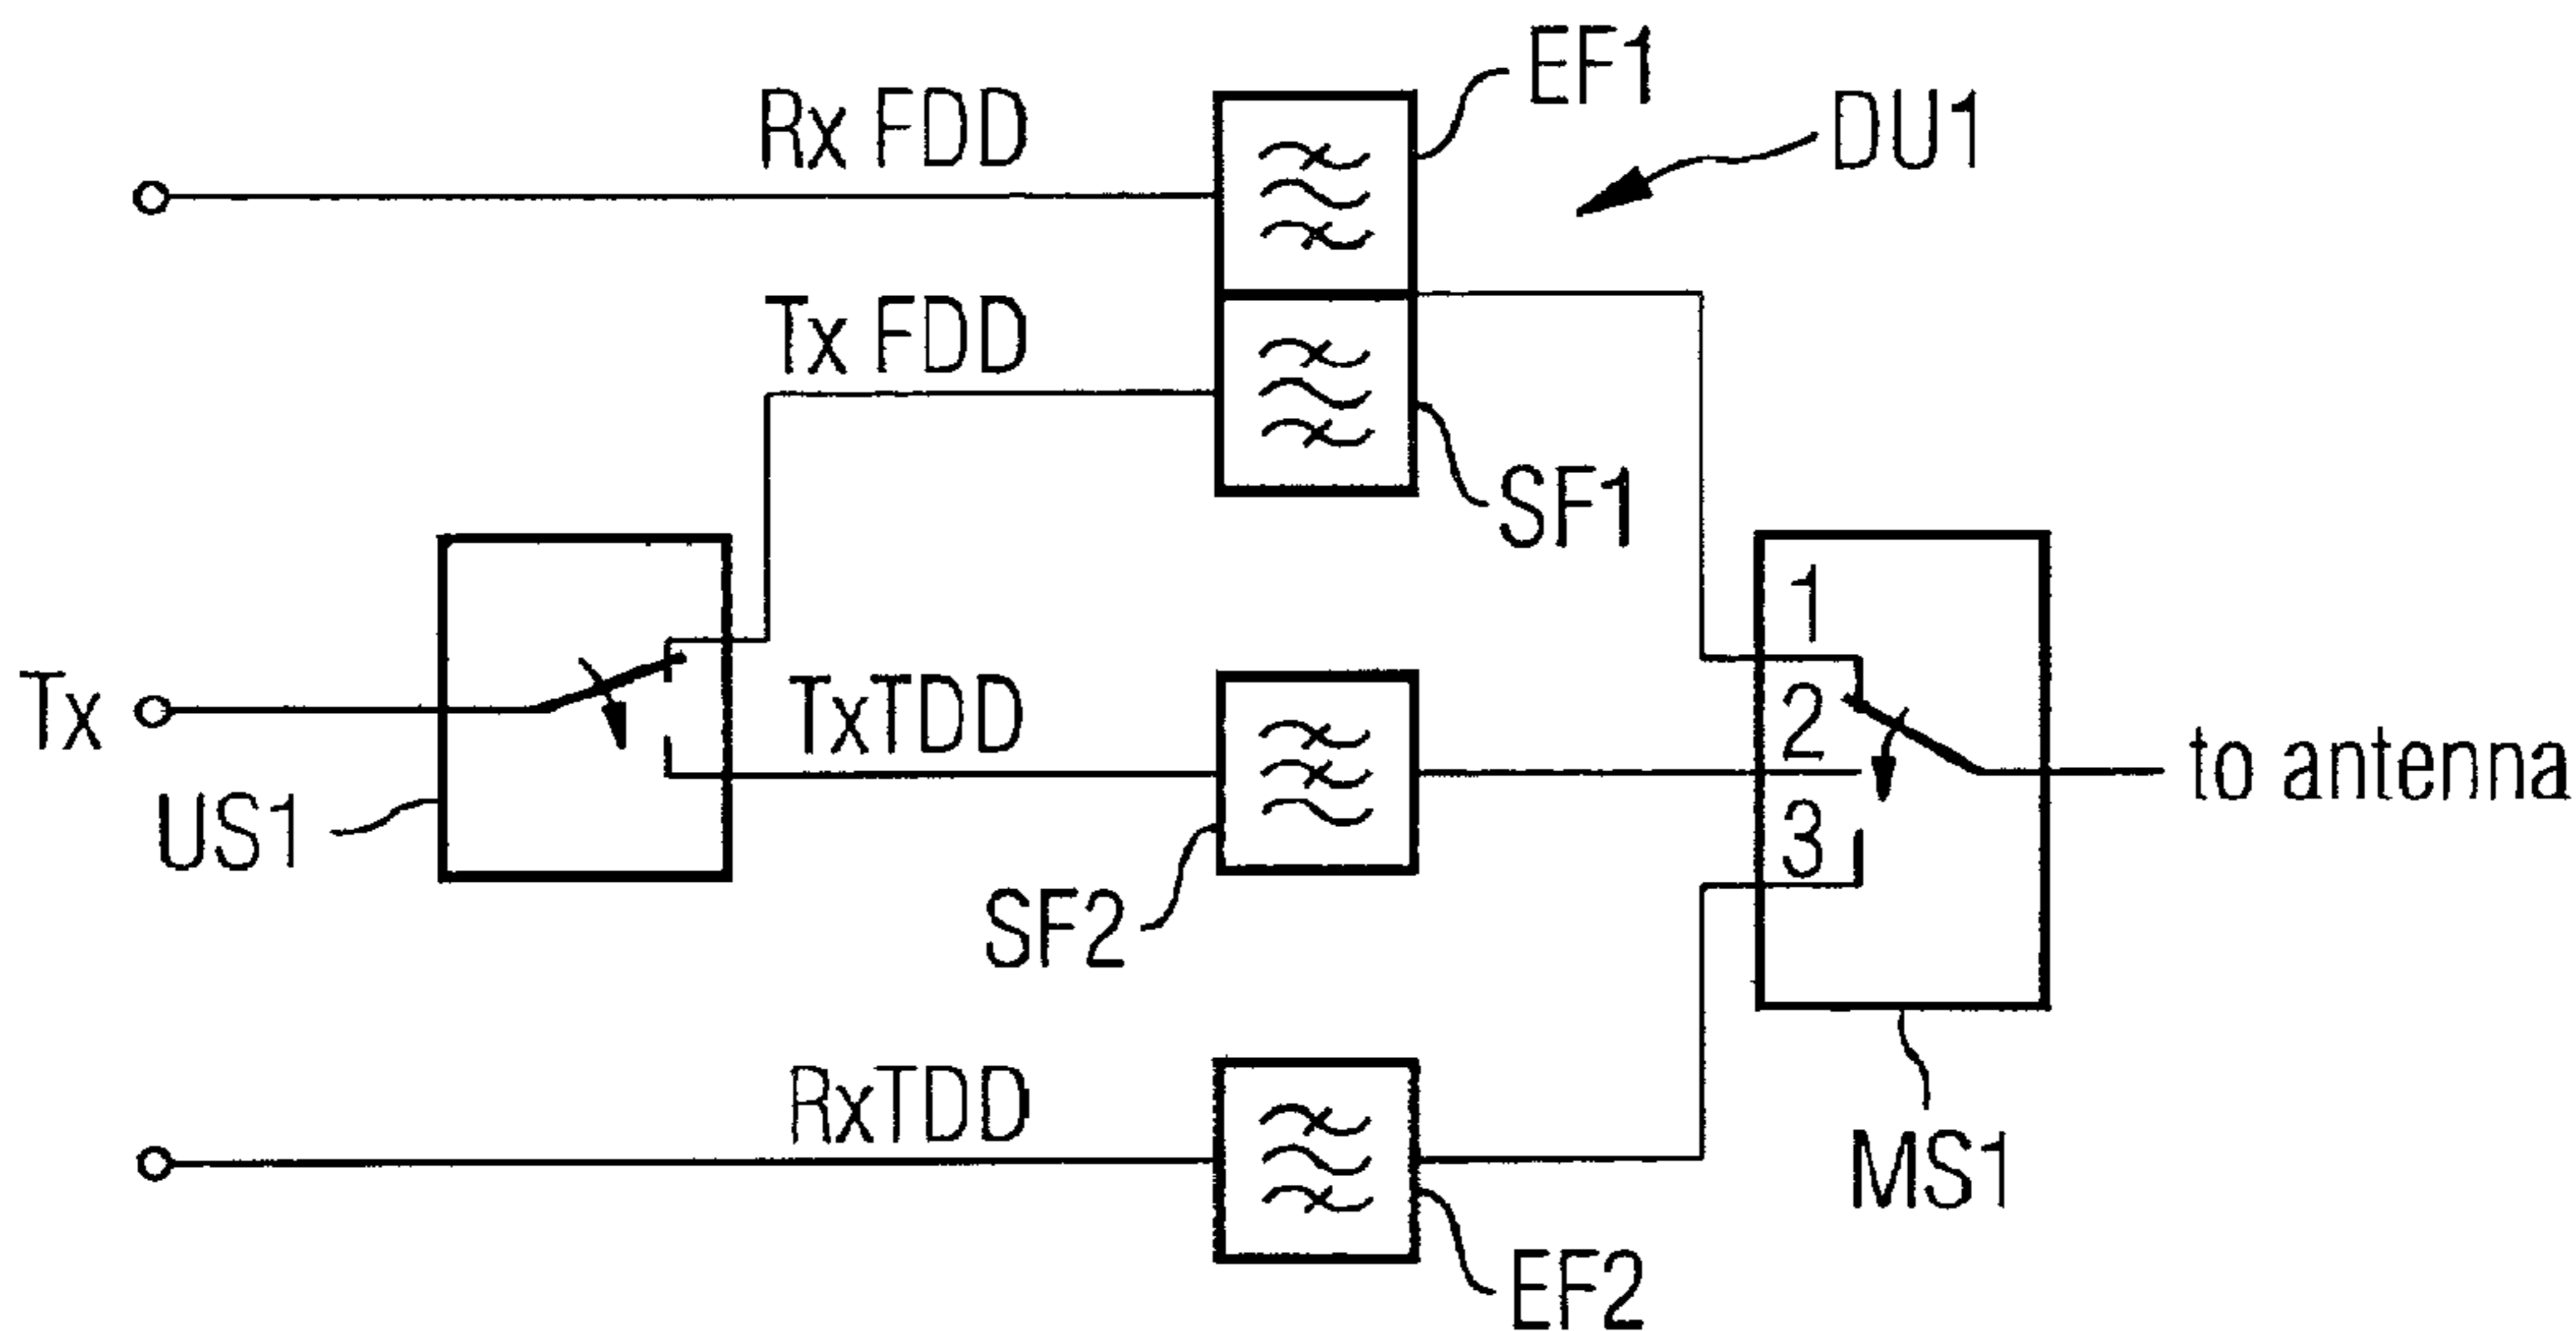 EF1
Rx FDD
DU1
Tx FDD
SF1
1
Tx
TxTDD
2
to antenna
US1
3
SF2
RxTDD
MS1
EF2